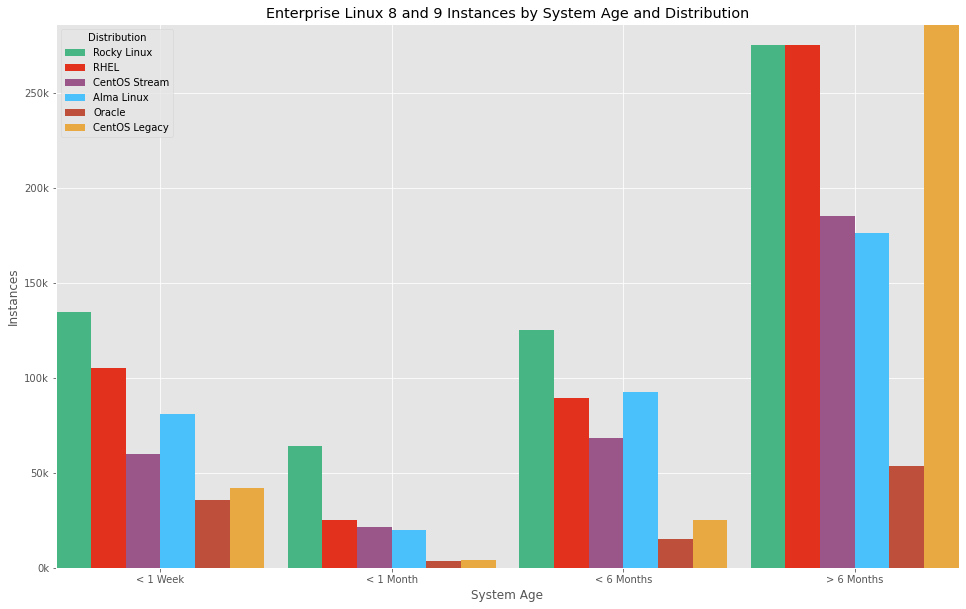 Enterprise Linux 8 and 9 Instances by System Age and Distribution
Distribution
Rocky Linux
RHEL
CentOS Stream
Alma Linux
Oracle
CentOS Legacy
250k
200k
150k
100k
50k
0k
Instances
< 1 Week
< 1 Month
< 6 Months
> 6 Months
System Age